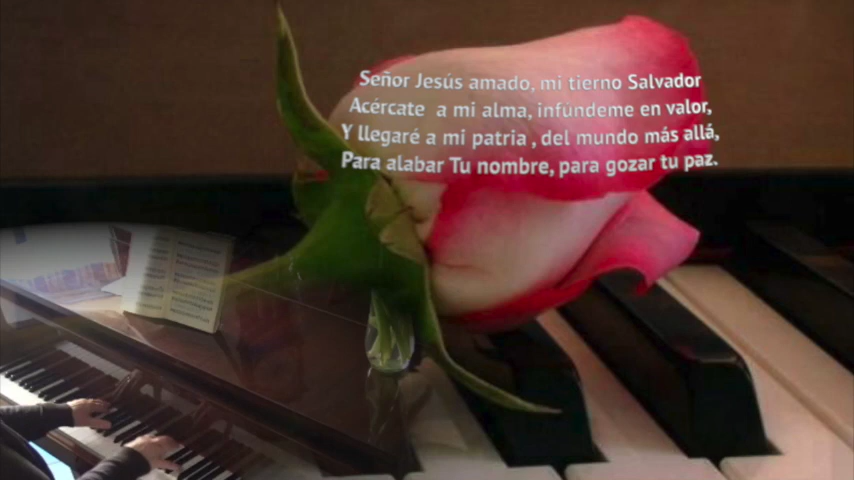 Señor Jesús amado, mi tierno Salvador
Acércate a mi alma, infúndeme en valor,
Y llegaré a mi patria , del mundo más allá,
Para alabar Tu nombre, para gozar tu paz.